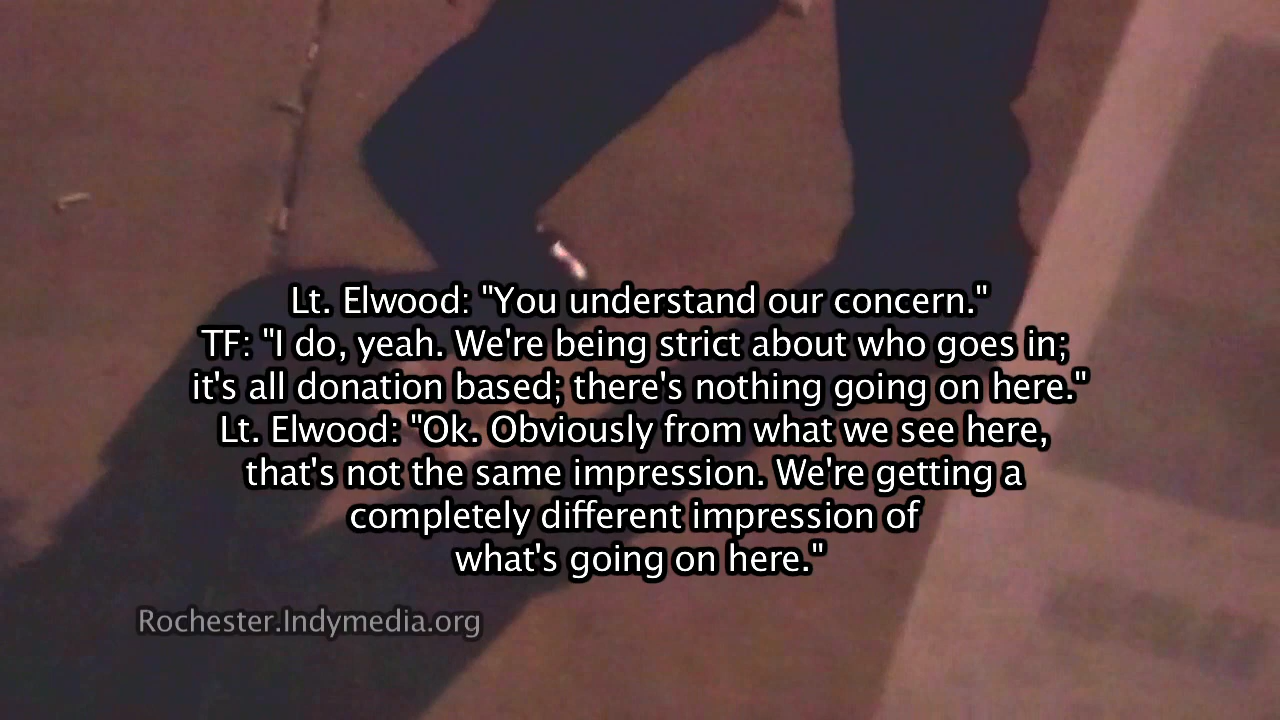 Lt. Elwood: "You understand our concern."
TF: "I do, yeah. We're being strict about who goes in;
it's all donation based; there's nothing going on here."
Lt. Elwood: "Ok. Obviously from what we see here,
that's not the same impression. We're getting a
completely different impression of
what's going on here."
Rochester.Indymedia.org